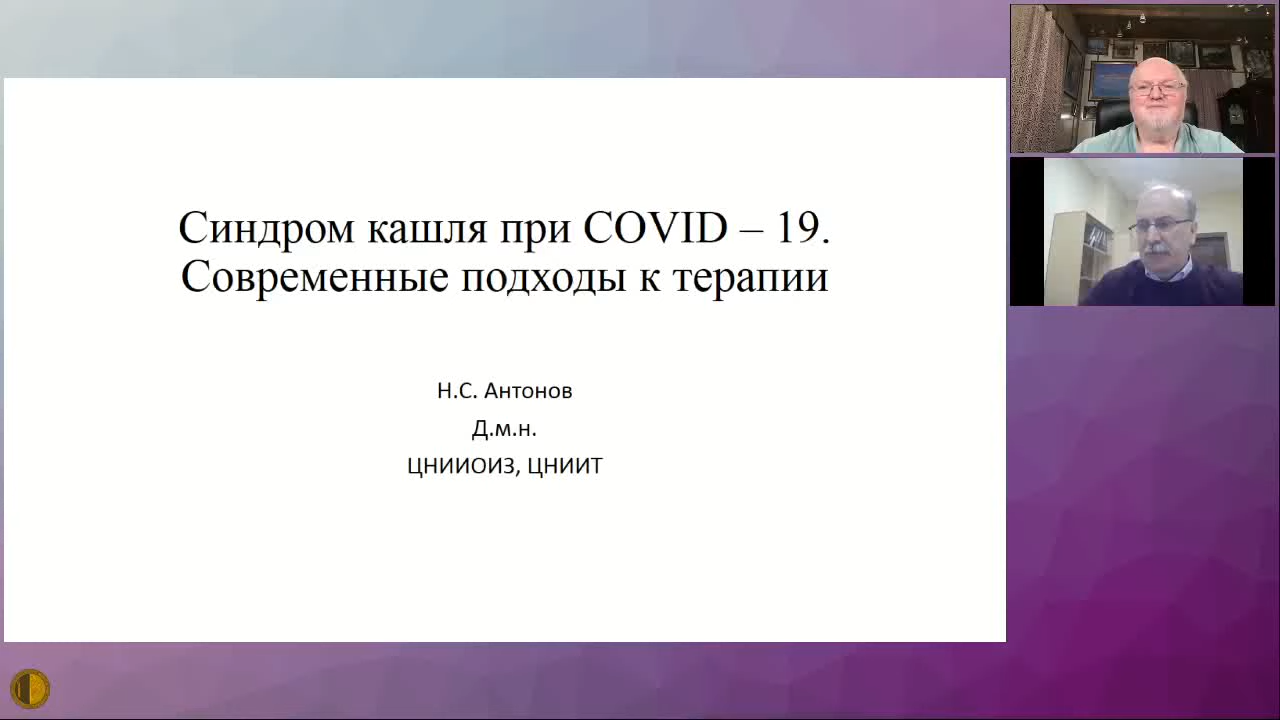 Синдром кашля при COVID – 19.
Современные подходы к терапии
Н.С. Антонов
Д.м.н.
ЦНИИОИЗ, ЦНИИТ